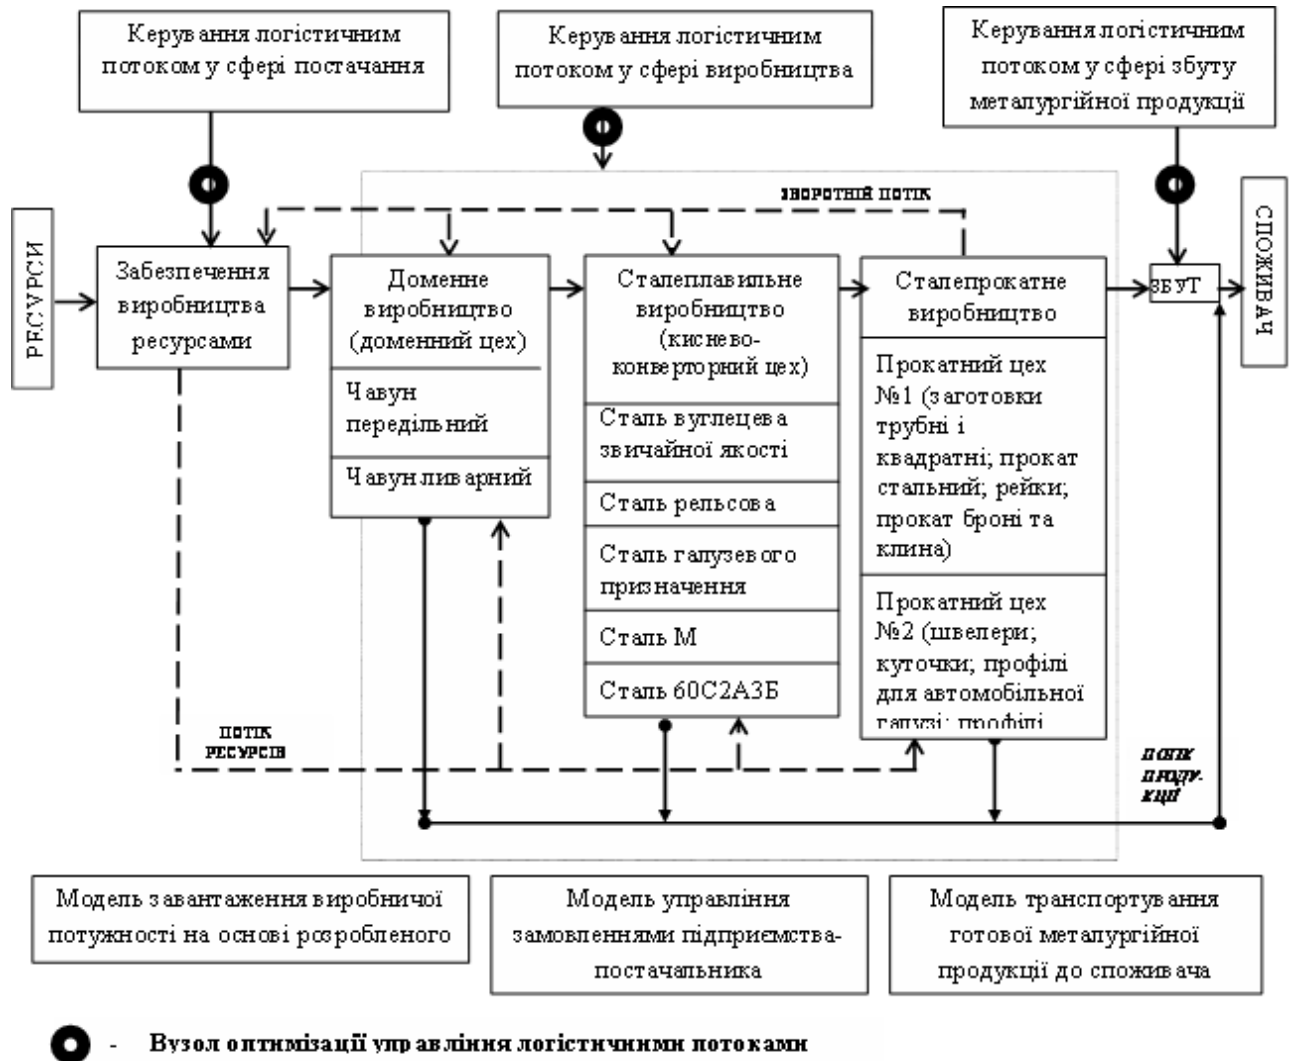 Керування логістичним
потоком у сфері постачання
Керування логістичним
потоком у сфері виробництва
Керування логістичним
потоком у сфері збуту
металургійної продукції
ЗВОРОТНІЙ ПОТІК
РЕСУРСИ
Забезпечення
виробництва
ресурсами
Доменне
виробництво
(доменний цех)
Чавун
передільний
Чавун ливарний
Сталеплавильне
виробництво
(киснево-
конверторний цех)
Сталь вуглецева
звичайної якості
Сталь рельсова
Сталь галузевого
призначення
Сталь М
Сталь 60С2А3Б
Сталепрокатне
виробництво
Прокатний цех
№1 (заготовки
трубні і
квадратні; прокат
стальний; рейки;
прокат броні та
клина)
Прокатний цех
№2 (швелери;
куточки; профілі
для автомобільної
галузі; профілі
ЗБУТ
СПОЖИВАЧ
ПОТІК
РЕСУРСІВ
ПОТІК
ПРОДУ-
КЦІЇ
Модель завантаження виробничої
потужності на основі розробленого
Модель управління
замовленнями підприємства-
постачальника
Модель транспортування
готової металургійної
продукції до споживача
- Вузол оптимізації управління логістичними потоками